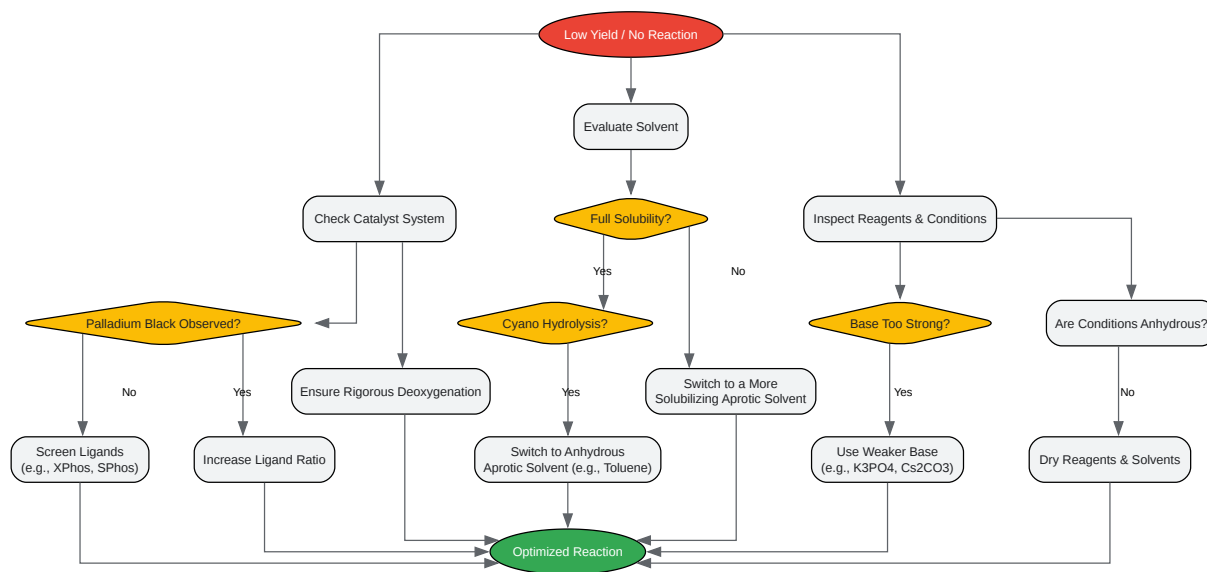 Low Yield / No Reaction
Evaluate Solvent
Check Catalyst System
Full Solubility?
Inspect Reagents & Conditions
Yes
No
Palladium Black Observed?
Cyano Hydrolysis?
Base Too Strong?
Are Conditions Anhydrous?
No
Yes
Ensure Rigorous Deoxygenation
Yes
Switch to a More
Solubilizing Aprotic Solvent
Yes
No
Screen Ligands
(e.g., XPhos, SPhos)
Increase Ligand Ratio
Switch to Anhydrous
Aprotic Solvent (e.g., Toluene)
Use Weaker Base
(e.g., K3PO4, Cs2CO3)
Dry Reagents & Solvents
Optimized Reaction